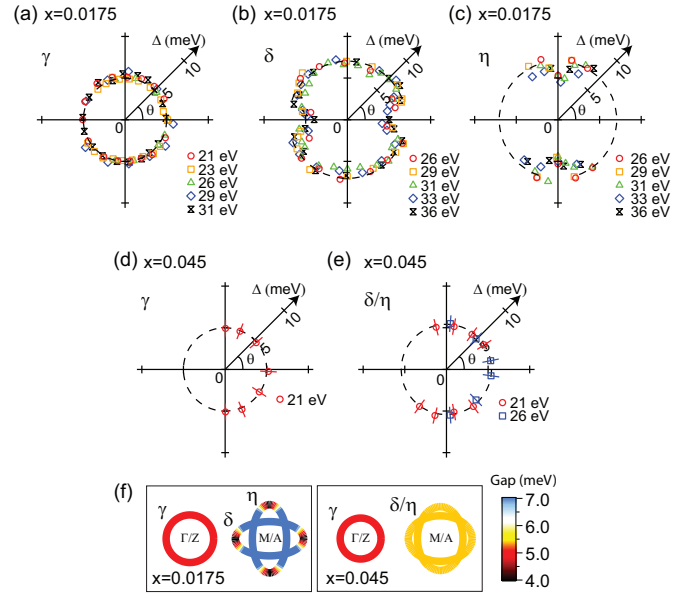 (a) x=0.0175
γ
Δ (meV)
10
5
θ
0
21 eV
23 eV
26 eV
29 eV
31 eV
(b) x=0.0175
δ
Δ (meV)
10
5
θ
0
26 eV
29 eV
31 eV
33 eV
36 eV
(c) x=0.0175
η
Δ (meV)
10
5
θ
0
26 eV
29 eV
31 eV
33 eV
36 eV
(d) x=0.045
γ
Δ (meV)
10
5
θ
0
21 eV
(e) x=0.045
δ/η
Δ (meV)
10
5
θ
0
21 eV
26 eV
(f)
γ
Γ/Z
η
δ
M/A
x=0.0175
γ
Γ/Z
δ/η
M/A
x=0.045
Gap (meV)
7.0
6.0
5.0
4.0